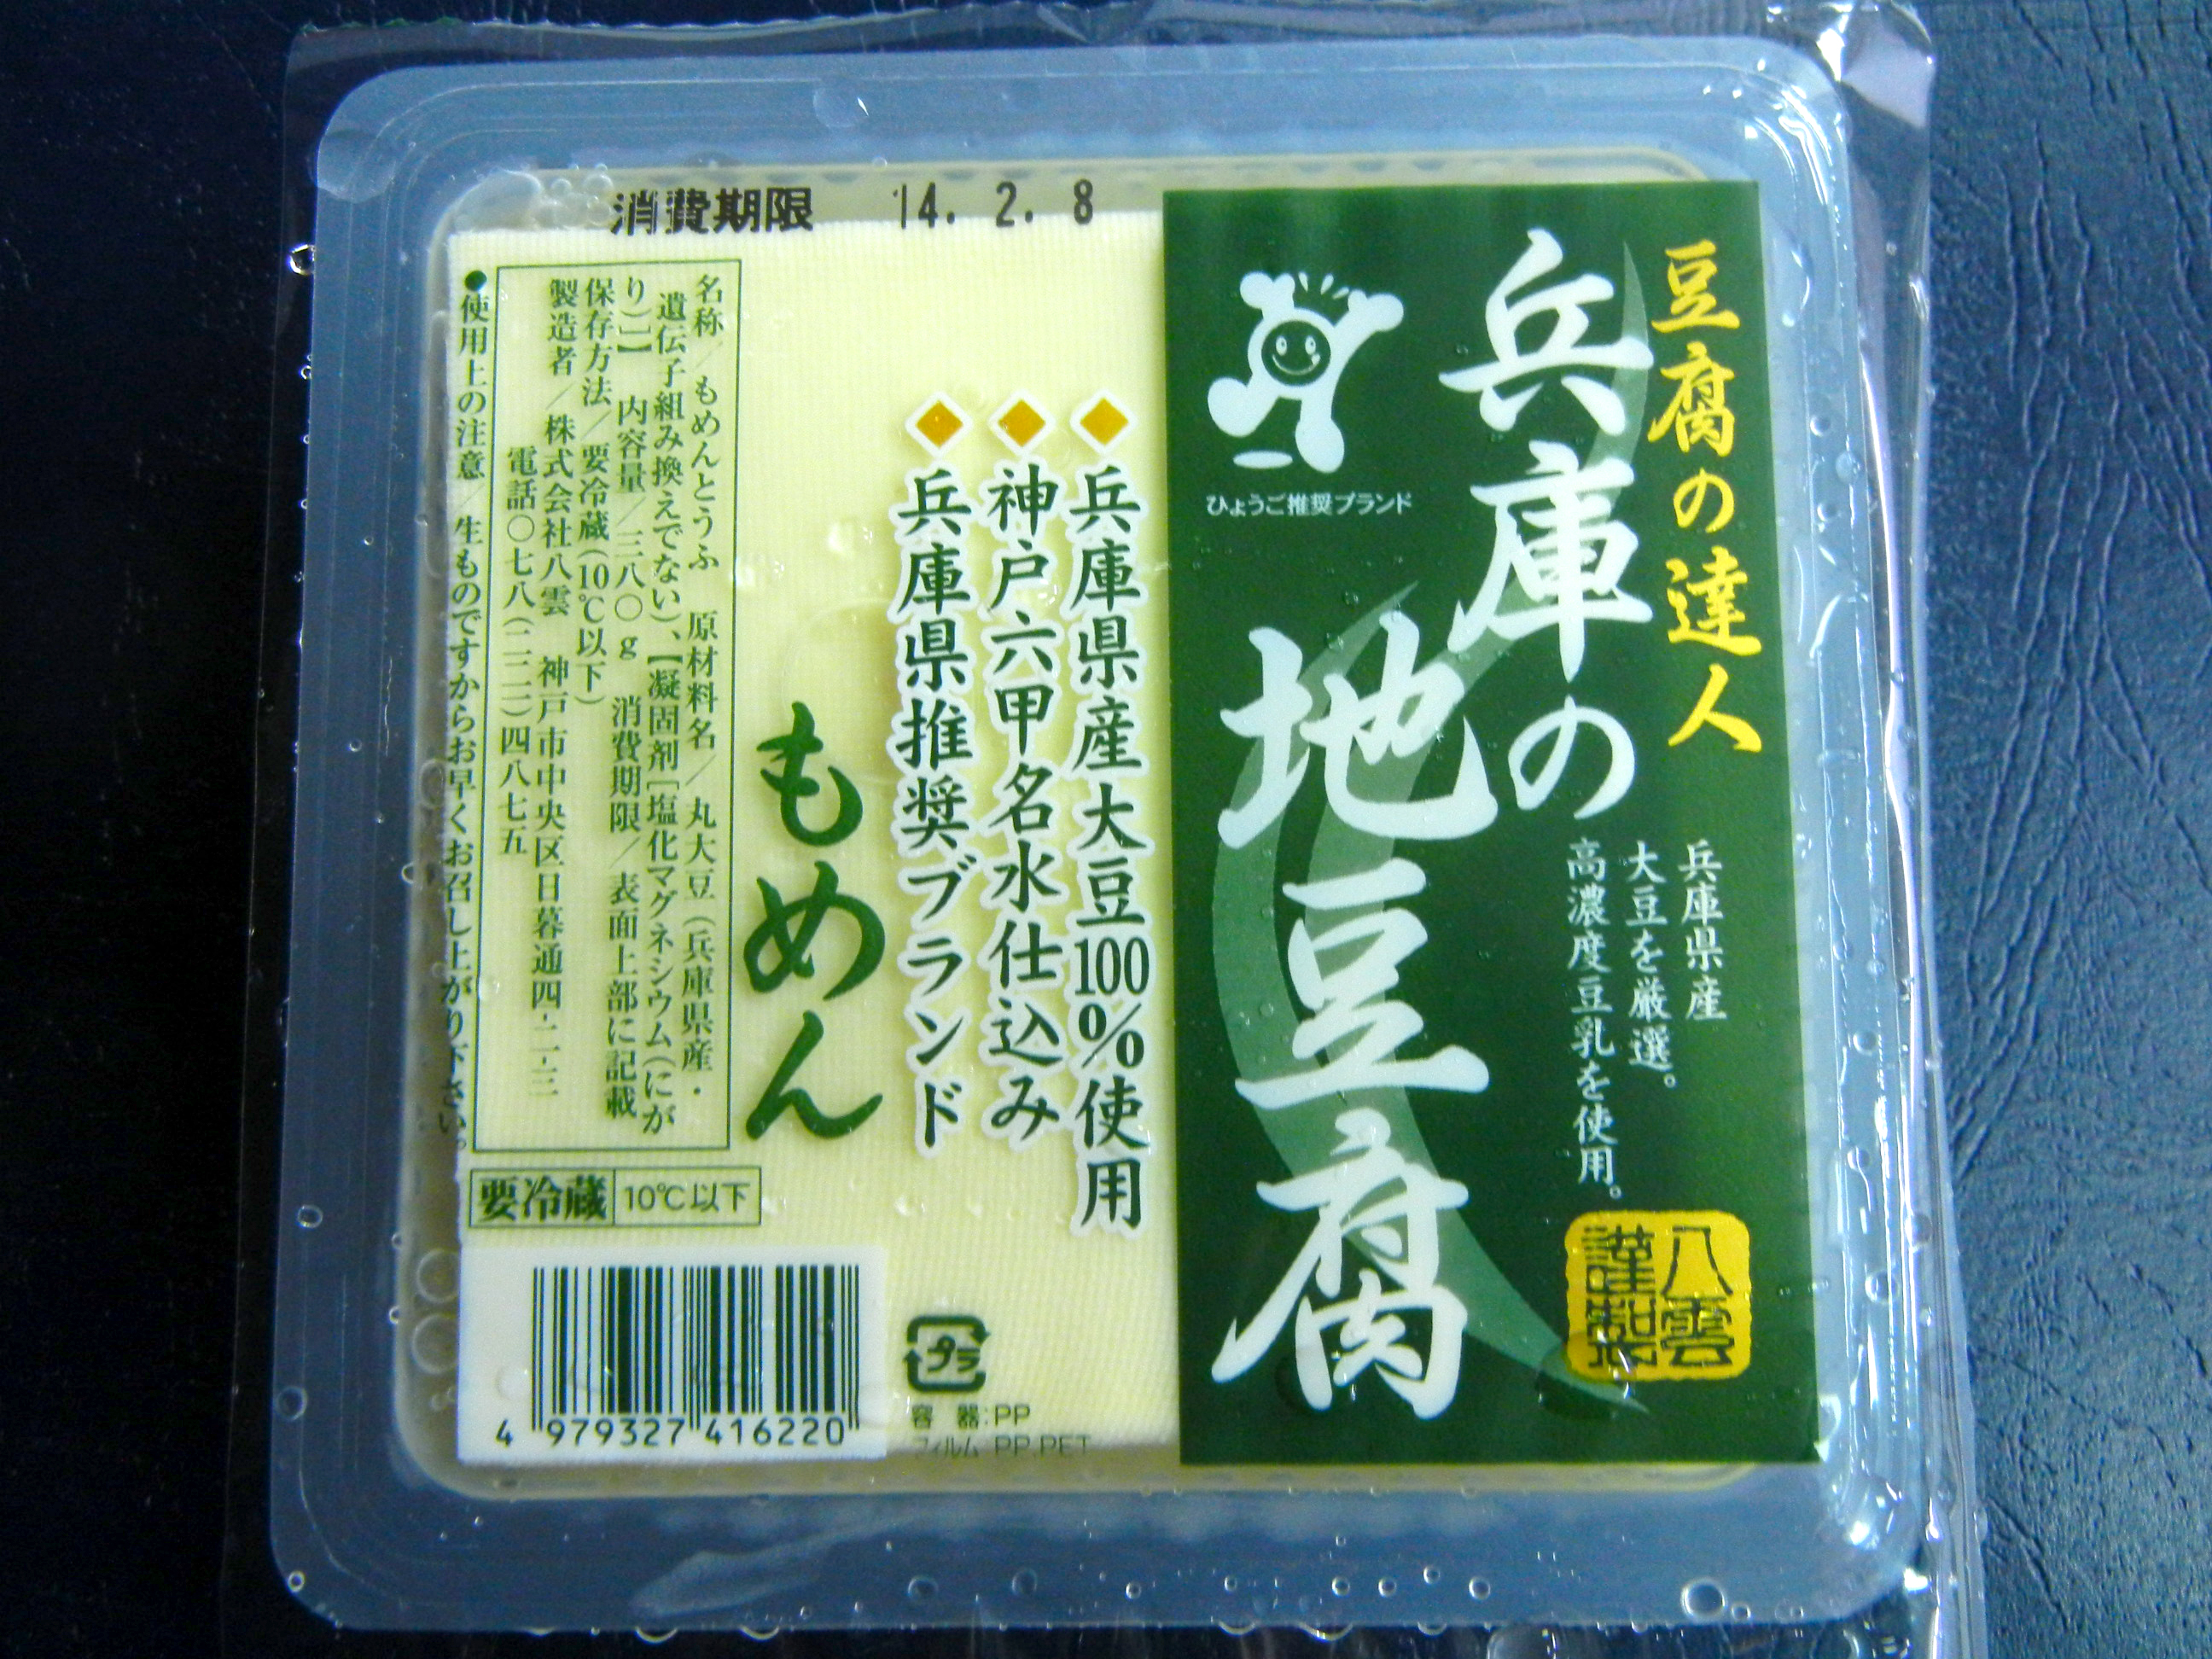 消費期限 14. 2. 8
豆腐の達人
兵庫の
地豆腐
兵庫県産
大豆を厳選。
高濃度豆乳を使用。
八雲
謹製
ひょうご推奨ブランド
兵庫県産大豆100%使用
神戸六甲名水仕込み
兵庫県推奨ブランド
もめん
名称/もめんとうふ 原材料名/丸大豆(兵庫県産・
遺伝子組み換えでない)、【凝固剤[塩化マグネシウム(にが
り)]】 内容量/三八〇g 消費期限/表面上部に記載
保存方法/要冷蔵(10℃以下)
製造者/株式会社八雲 神戸市中央区日暮通四-二-三
電話〇七八(二二二)四八七五
●使用上の注意/生ものですからお早くお召し上がり下さい。
要冷蔵 10℃以下
4 979327 416220
プラ
容器:PP
フィルム:PP.PET